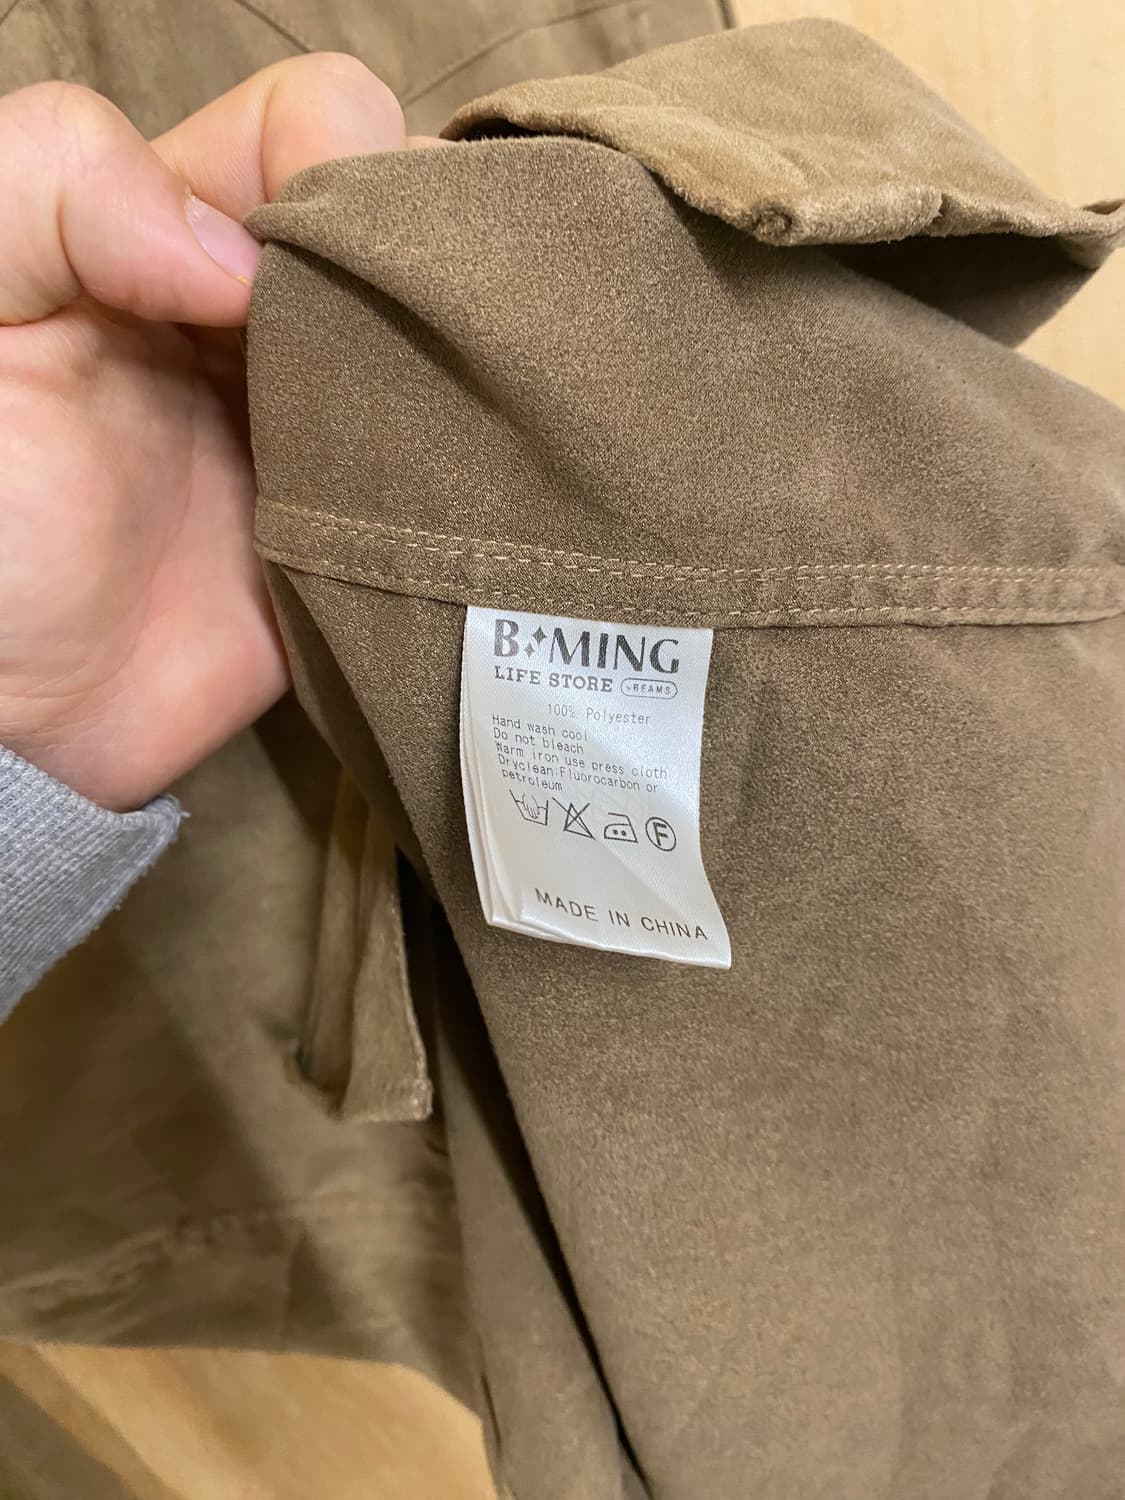 B MING
LIFE STORE by BEAMS
100% Polyester
Hand wash cool
Do not bleach
Warm iron use press cloth
Dryclean:Fluorocarbon or
petroleum
F
MADE IN CHINA